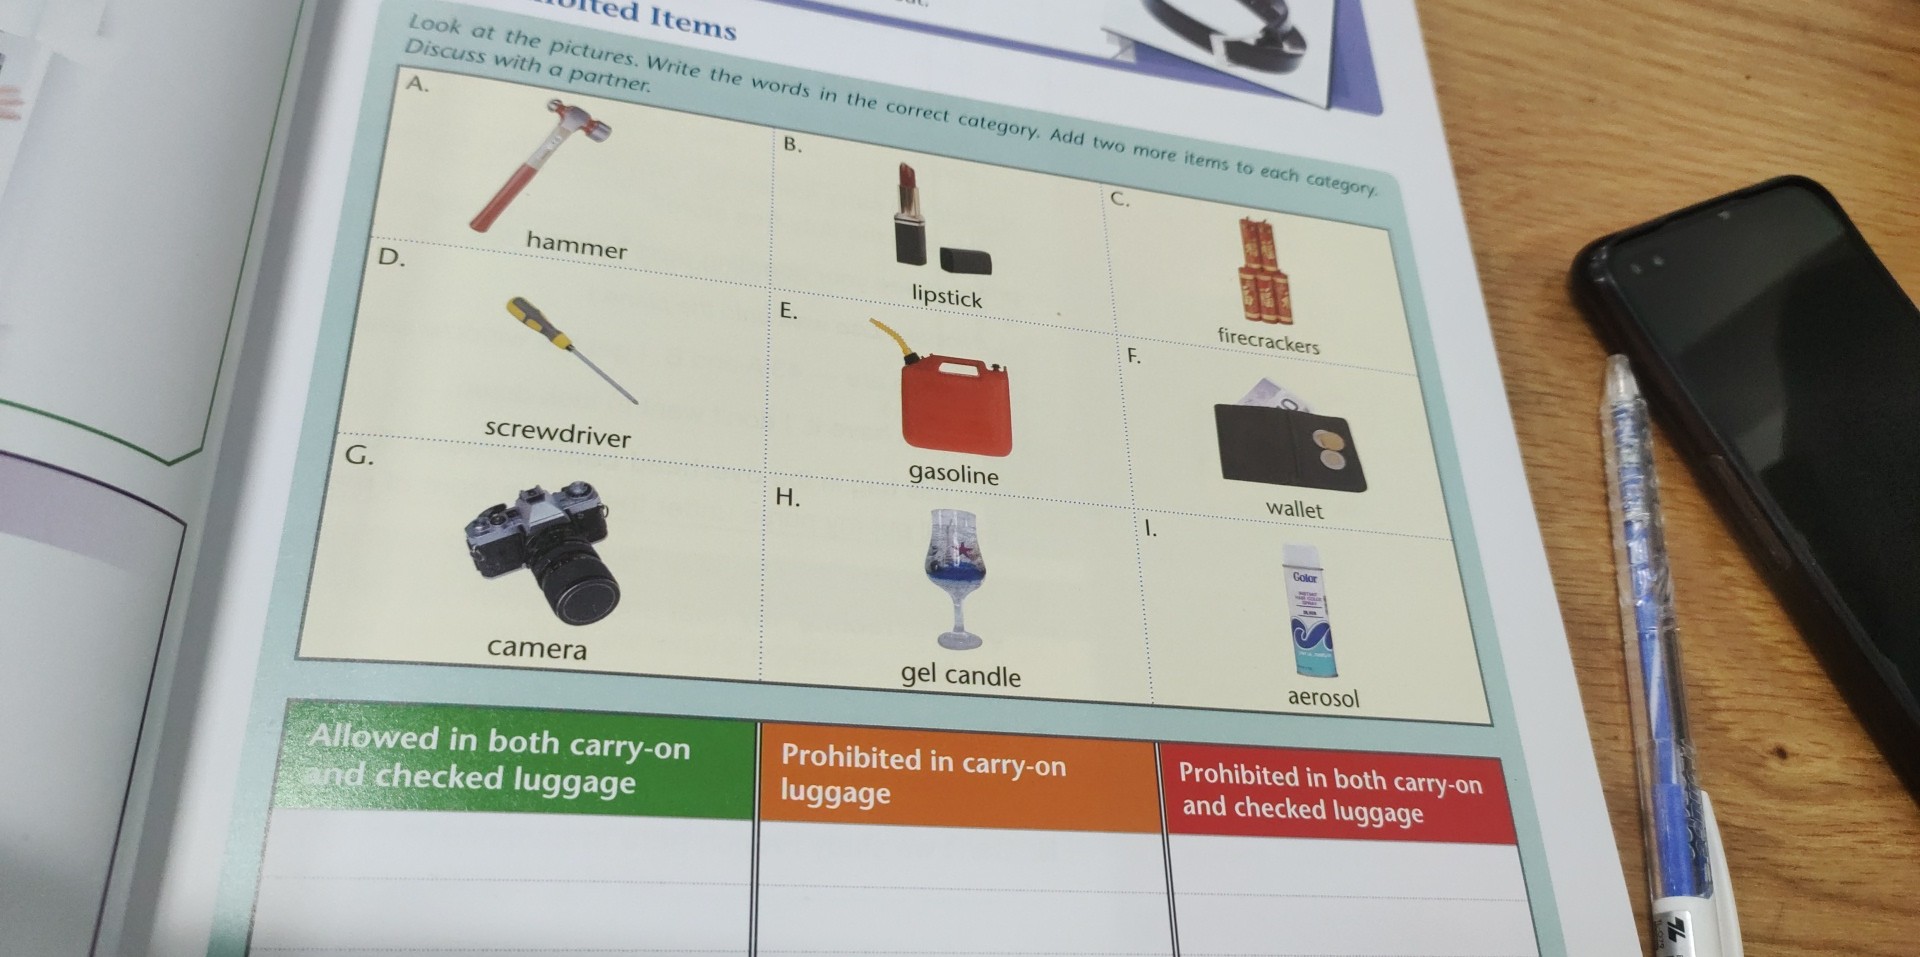 Items
Look at the pictures. Write the words in the correct category. Add two more items to each category.
Discuss with a partner.
A.
hammer
B.
lipstick
C.
firecrackers
D.
screwdriver
E.
gasoline
F.
wallet
G.
camera
H.
gel candle
I.
Color
aerosol
Allowed in both carry-on
and checked luggage
Prohibited in carry-on
luggage
Prohibited in both carry-on
and checked luggage